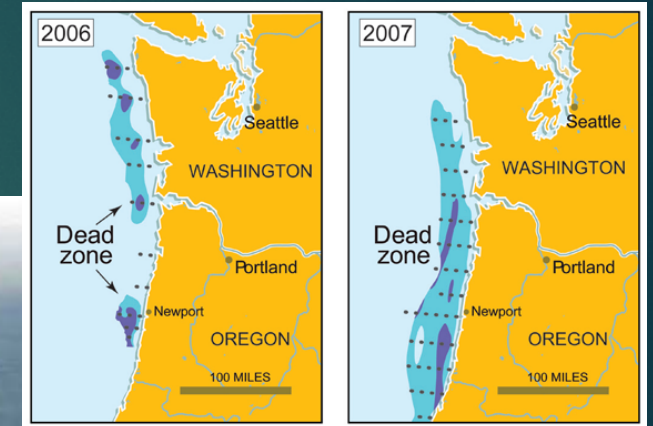 2006
Seattle
WASHINGTON
Dead
zone
Portland
Newport
OREGON
100 MILES
2007
Seattle
WASHINGTON
Dead
zone
Portland
Newport
OREGON
100 MILES